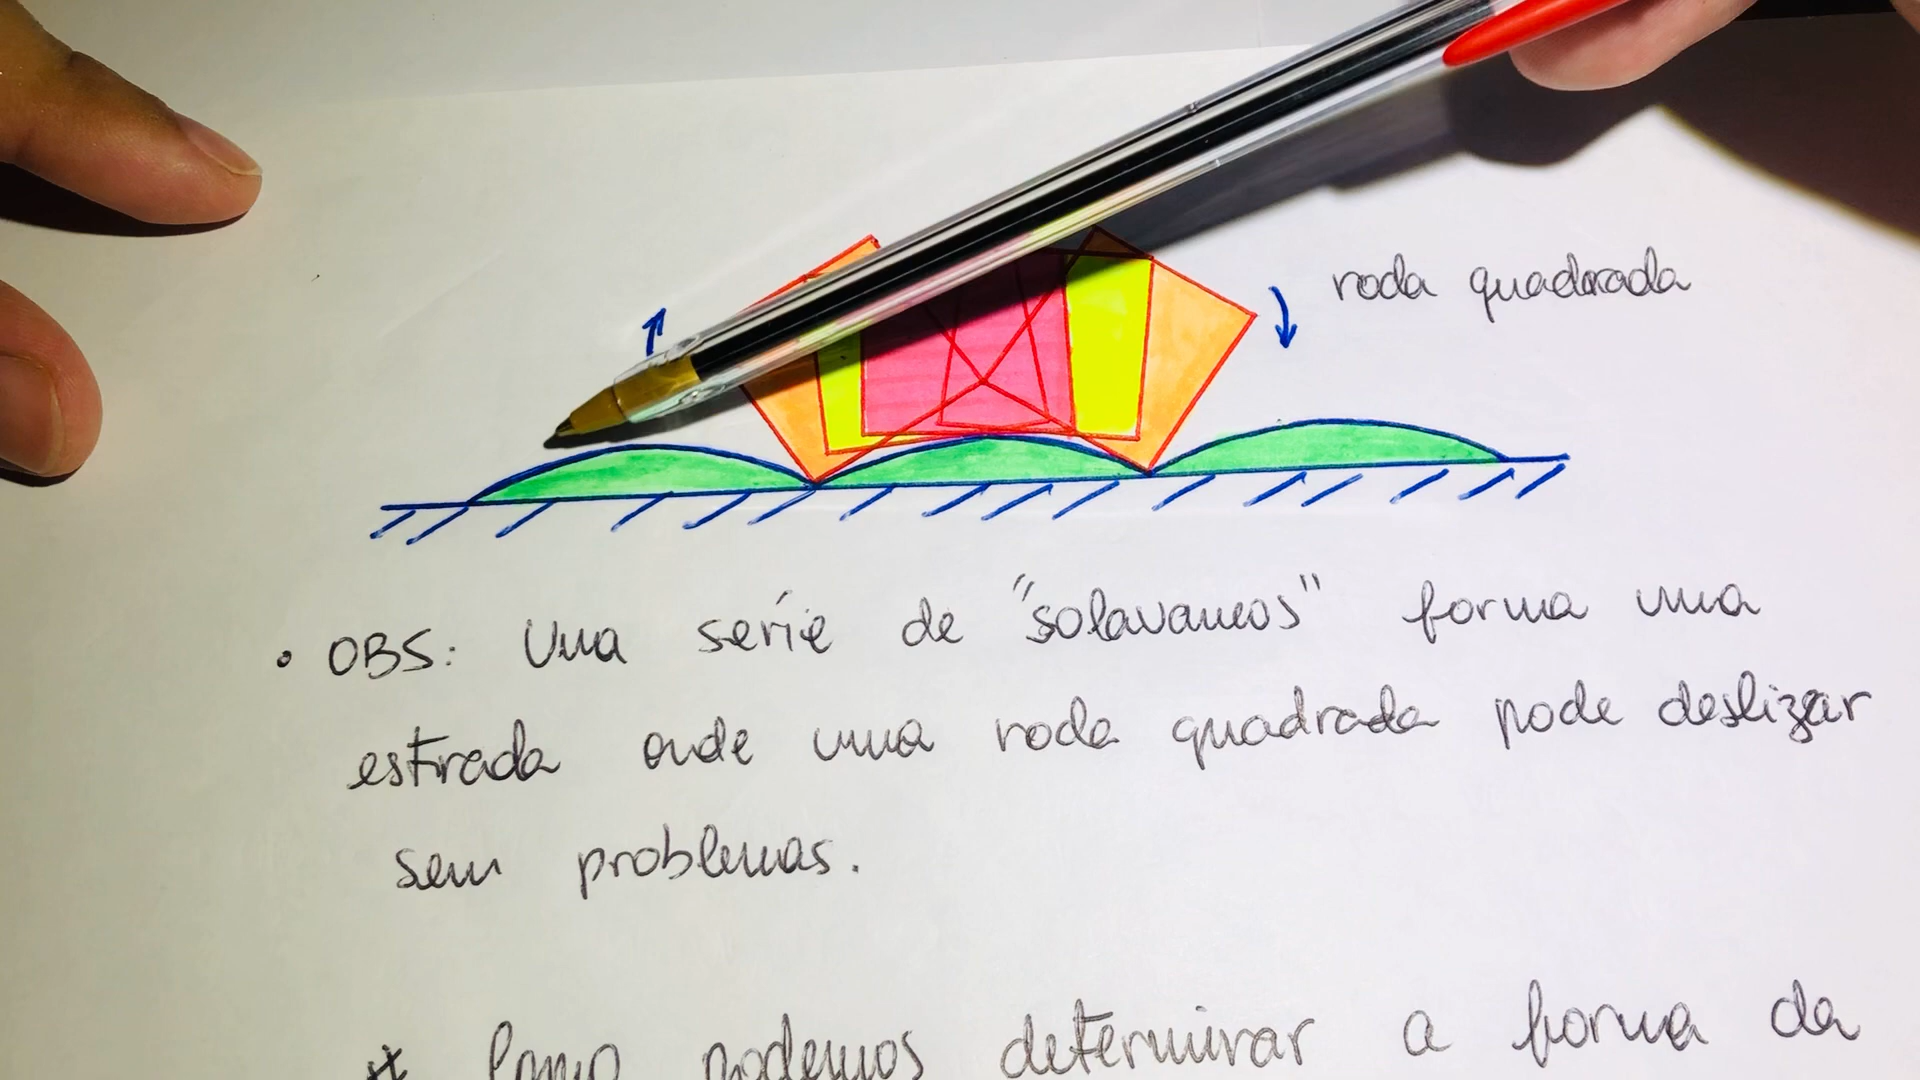 roda quadrada
• OBS: Uma série de "solavancos" forma uma
estrada onde uma roda quadrada pode deslizar
sem problemas.
* Como podemos determinar a forma da